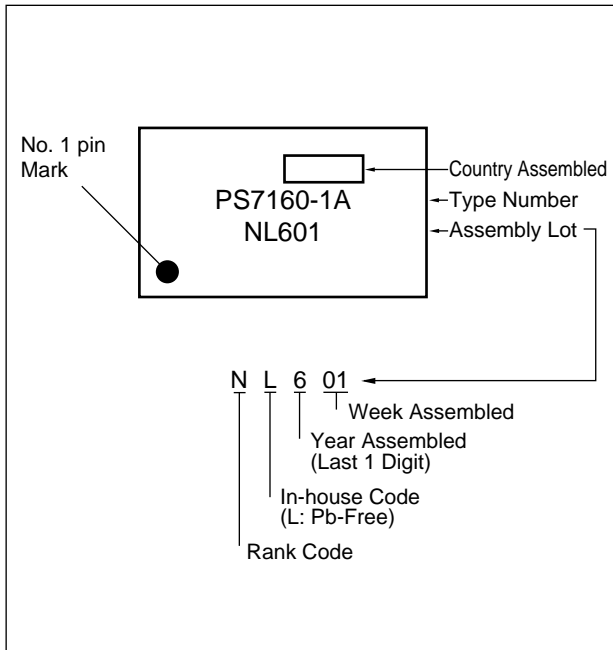 No. 1 pin
Mark
Country Assembled
PS7160-1A
Type Number
NL601
Assembly Lot
N L 6 01
Week Assembled
Year Assembled
(Last 1 Digit)
In-house Code
(L: Pb-Free)
Rank Code